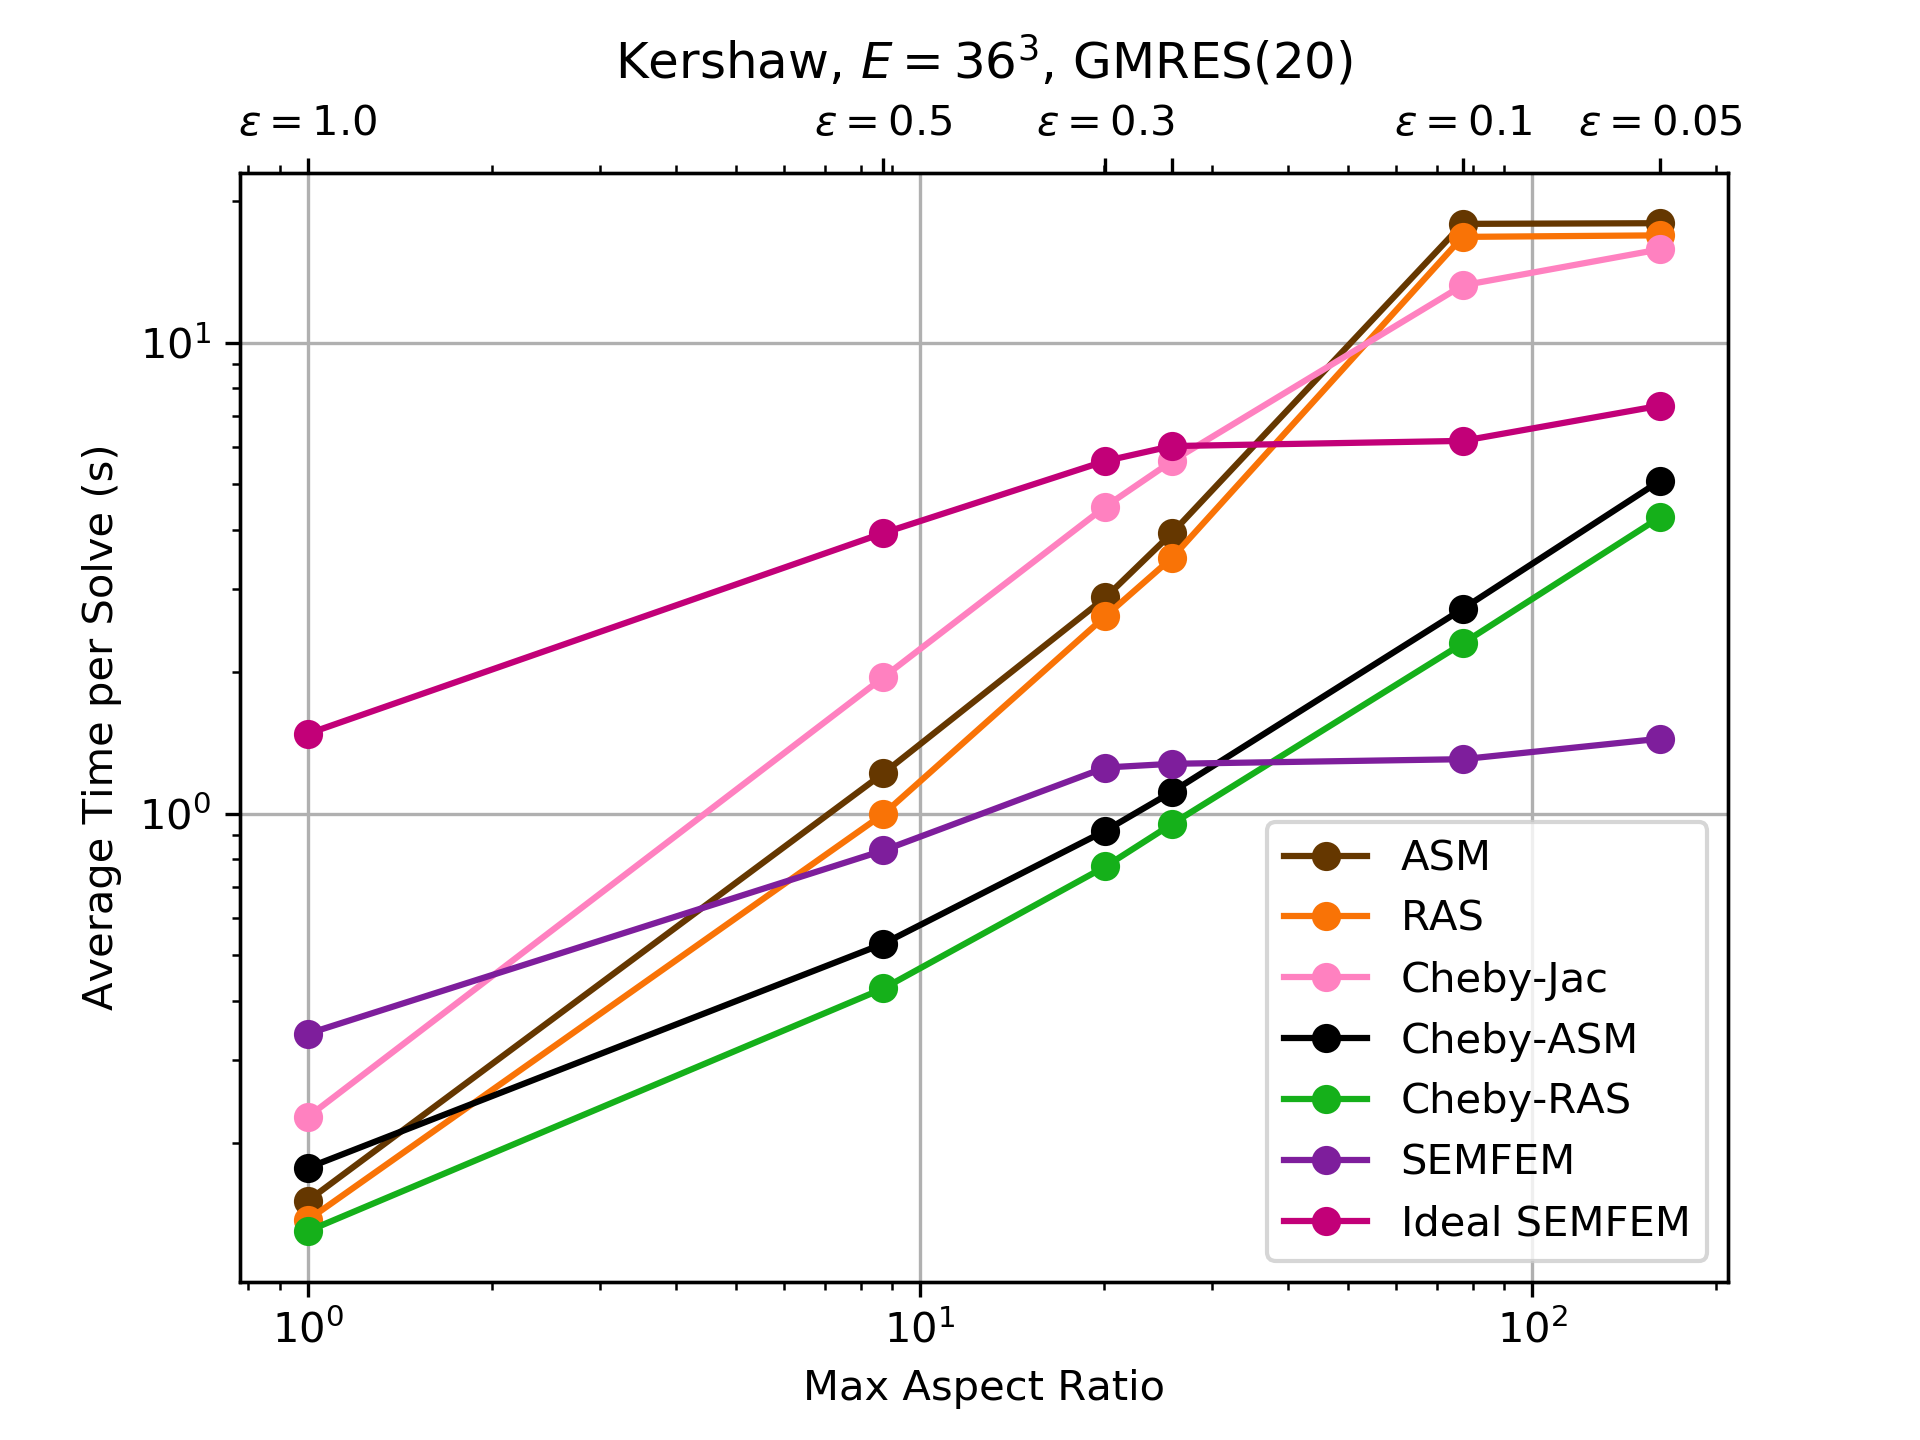 Kershaw, E = 36³, GMRES(20)
ε = 1.0 ε = 0.5 ε = 0.3 ε = 0.1 ε = 0.05
10¹
10⁰
Average Time per Solve (s)
ASM
RAS
Cheby-Jac
Cheby-ASM
Cheby-RAS
SEMFEM
Ideal SEMFEM
10⁰ 10¹ 10²
Max Aspect Ratio